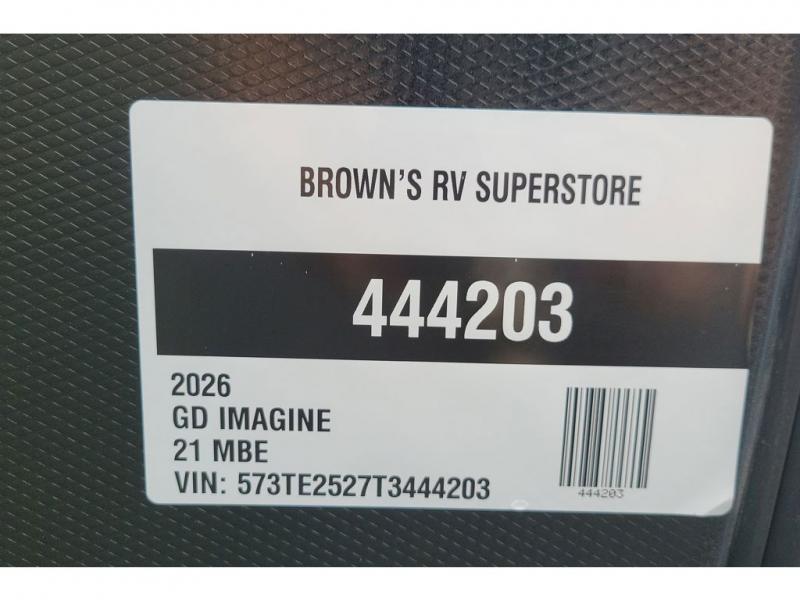 BROWN'S RV SUPERSTORE
444203
2026
GD IMAGINE
21 MBE
VIN: 573TE2527T3444203
444203